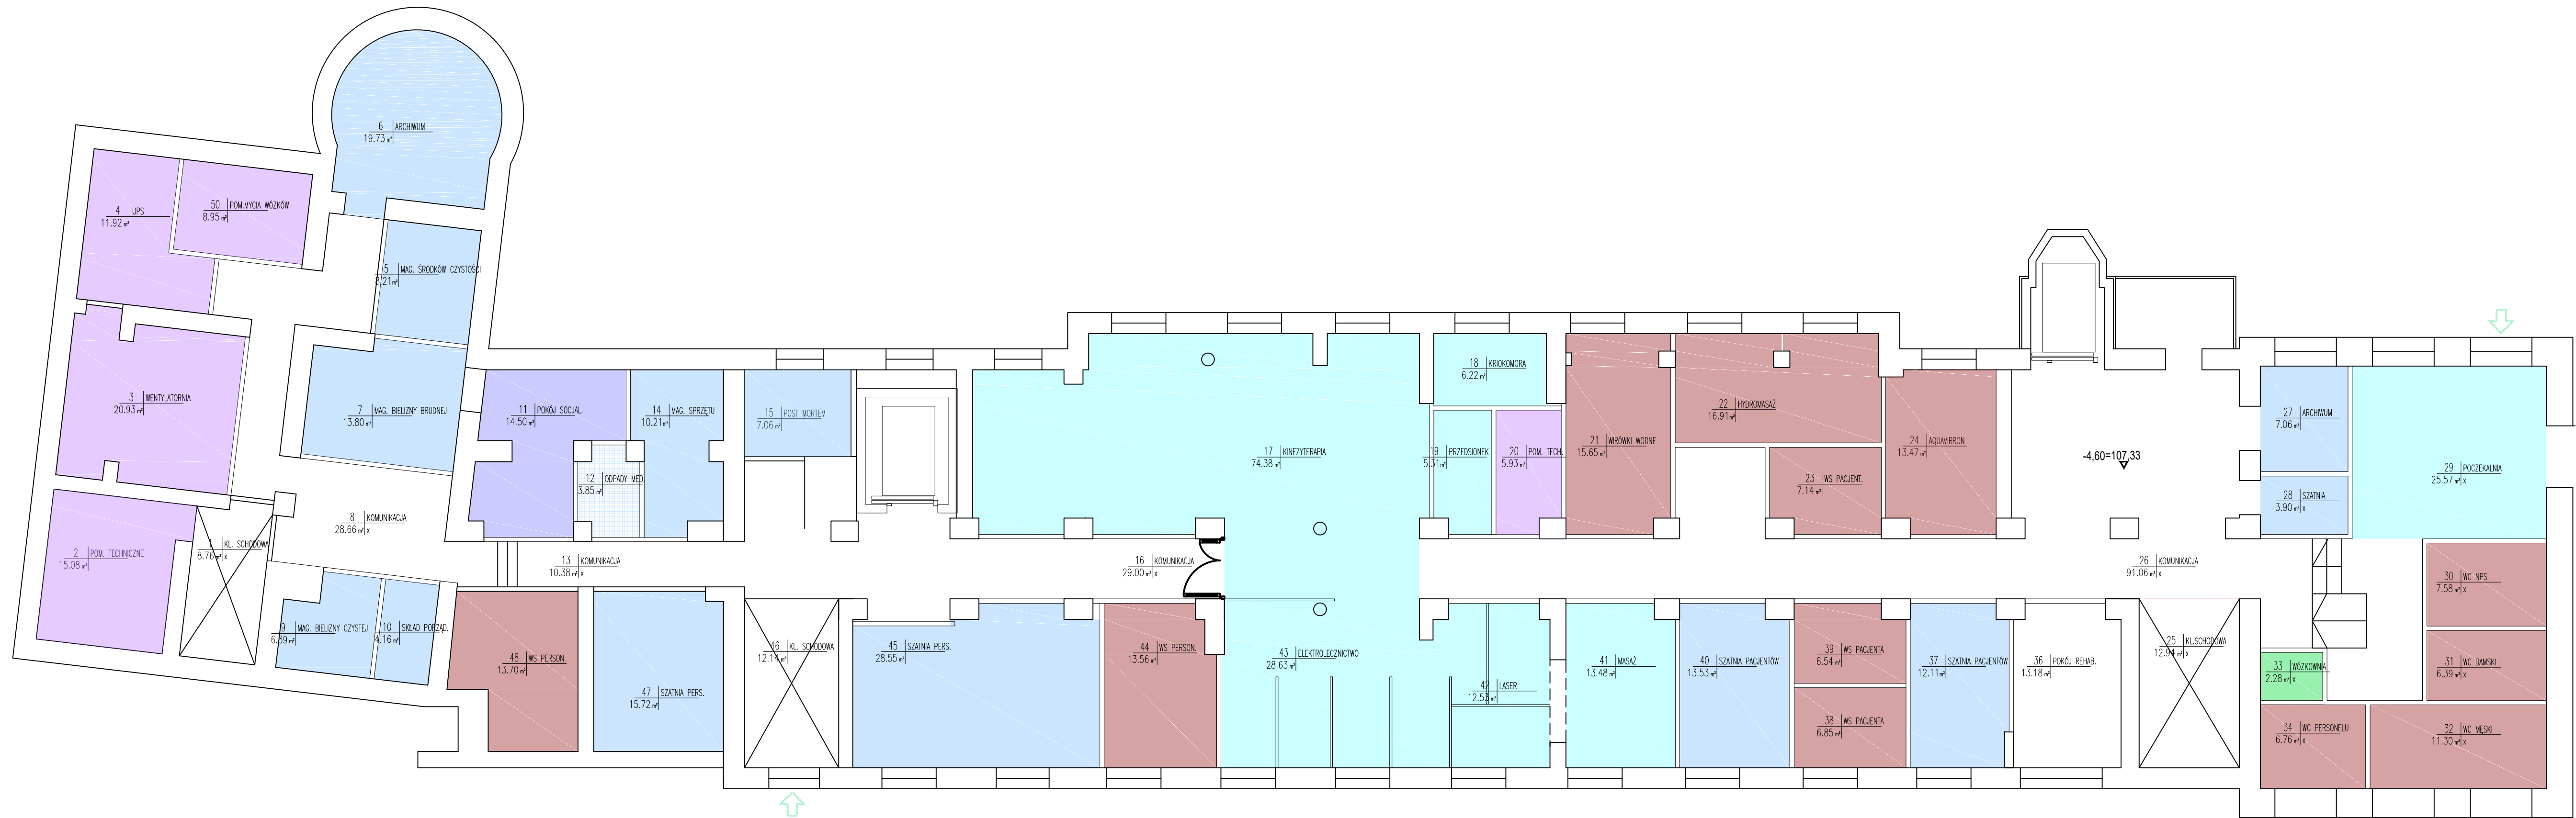 6 ARCHIWUM
19.73 m²
4 UPS
11.92 m²
50 POM.MYCIA WÓZKÓW
8.95 m²
5 MAG. ŚRODKÓW CZYSTOŚCI
8.21 m²
3 WENTYLATORNIA
20.93 m²
7 MAG. BIELIZNY BRUDNEJ
13.80 m²
11 POKÓJ SOCJAL.
14.50 m²
14 MAG. SPRZĘTU
10.21 m²
15 POST MORTEM
7.06 m²
12 ODPADY MED.
3.85 m²
8 KOMUNIKACJA
28.66 m² x
1 KL. SCHODOWA
8.76 m² x
2 POM. TECHNICZNE
15.08 m²
13 KOMUNIKACJA
10.38 m² x
16 KOMUNIKACJA
29.00 m² x
17 KINEZYTERAPIA
74.38 m²
18 KRIOKOMORA
6.22 m²
19 PRZEDSIONEK
5.31 m²
20 POM. TECH.
5.93 m²
21 WIRÓWKI WODNE
15.65 m²
22 HYDROMASAŻ
16.91 m²
23 WS PACJENT.
7.14 m²
24 AQUAVIBRON
13.47 m²
-4,60=107,33
27 ARCHIWUM
7.06 m²
28 SZATNIA
3.90 m² x
29 POCZEKALNIA
25.57 m² x
26 KOMUNIKACJA
91.06 m² x
30 WC NPS
7.58 m² x
31 WC DAMSKI
6.39 m² x
32 WC MĘSKI
11.30 m² x
33 WÓZKOWNIA
2.28 m² x
34 WC PERSONELU
6.76 m² x
25 KL.SCHODOWA
12.94 m² x
36 POKÓJ REHAB.
13.18 m²
37 SZATNIA PACJENTÓW
12.11 m²
39 WS PACJENTA
6.54 m²
38 WS PACJENTA
6.85 m²
40 SZATNIA PACJENTÓW
13.53 m²
41 MASAŻ
13.48 m²
42 LASER
12.53 m²
43 ELEKTROLECZNICTWO
28.63 m²
44 WS PERSON.
13.56 m²
45 SZATNIA PERS.
28.55 m²
46 KL. SCHODOWA
12.14 m² x
47 SZATNIA PERS.
15.72 m²
48 WS PERSON.
13.70 m²
10 SKŁAD PORZĄD.
4.16 m²
9 MAG. BIELIZNY CZYSTEJ
6.39 m²